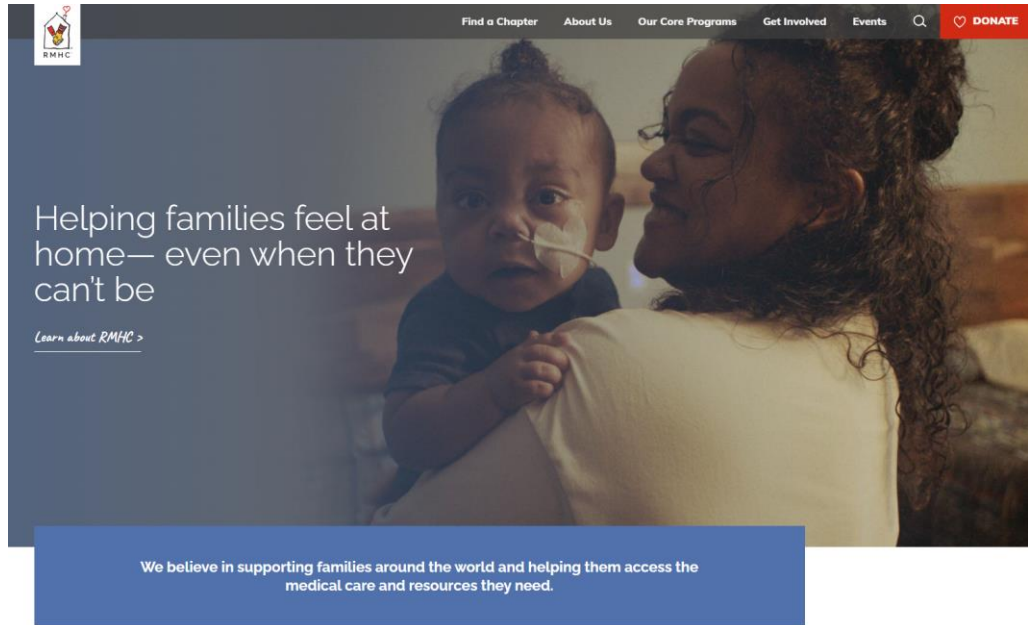 RMHC
Find a Chapter
About Us
Our Core Programs
Get Involved
Events
DONATE
Helping families feel at
home— even when they
can't be
Learn about RMHC >
We believe in supporting families around the world and helping them access the
medical care and resources they need.